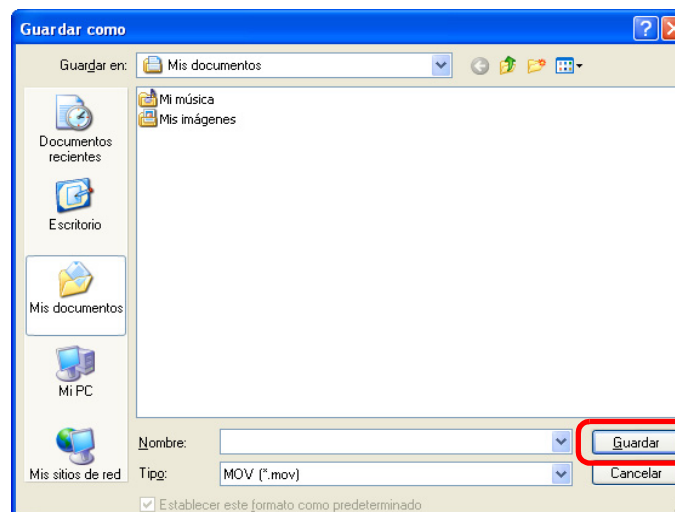 Guardar como
Guardar en:
Mis documentos
Mi música
Mis imágenes
Documentos
recientes
Escritorio
Mis documentos
Mi PC
Mis sitios de red
Nombre:
Guardar
Tipo:
MOV (*.mov)
Cancelar
Establecer este formato como predeterminado